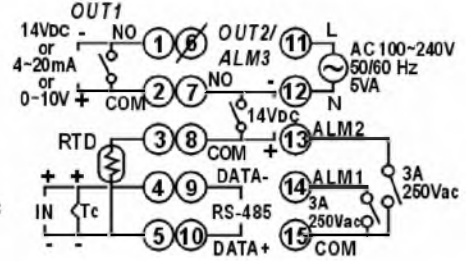 OUT1
14VDC - NO 1 6 OUT2/ 11 L
or ALM3 AC 100~240V
4~20mA NO - 50/60 Hz
or 5VA
0~10V + COM 2 7 12 N
14VDC
RTD 3 8 COM + 13 ALM2
+ + 4 9 DATA- 14 ALM1 3A
IN Tc RS-485 3A 250Vac
- - 5 10 DATA+ 250Vac 15 COM